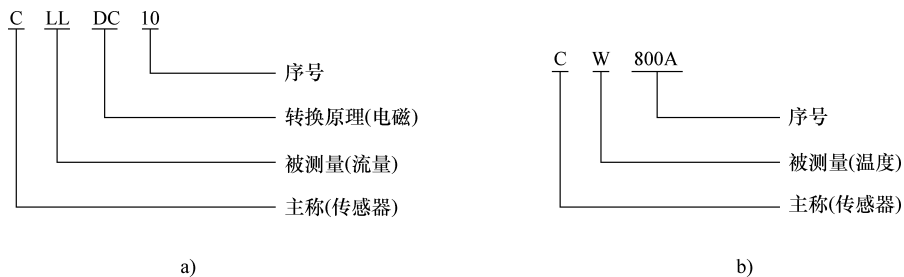 C LL DC 10
序号
转换原理(电磁)
被测量(流量)
主称(传感器)
a)
C W 800A
序号
被测量(温度)
主称(传感器)
b)